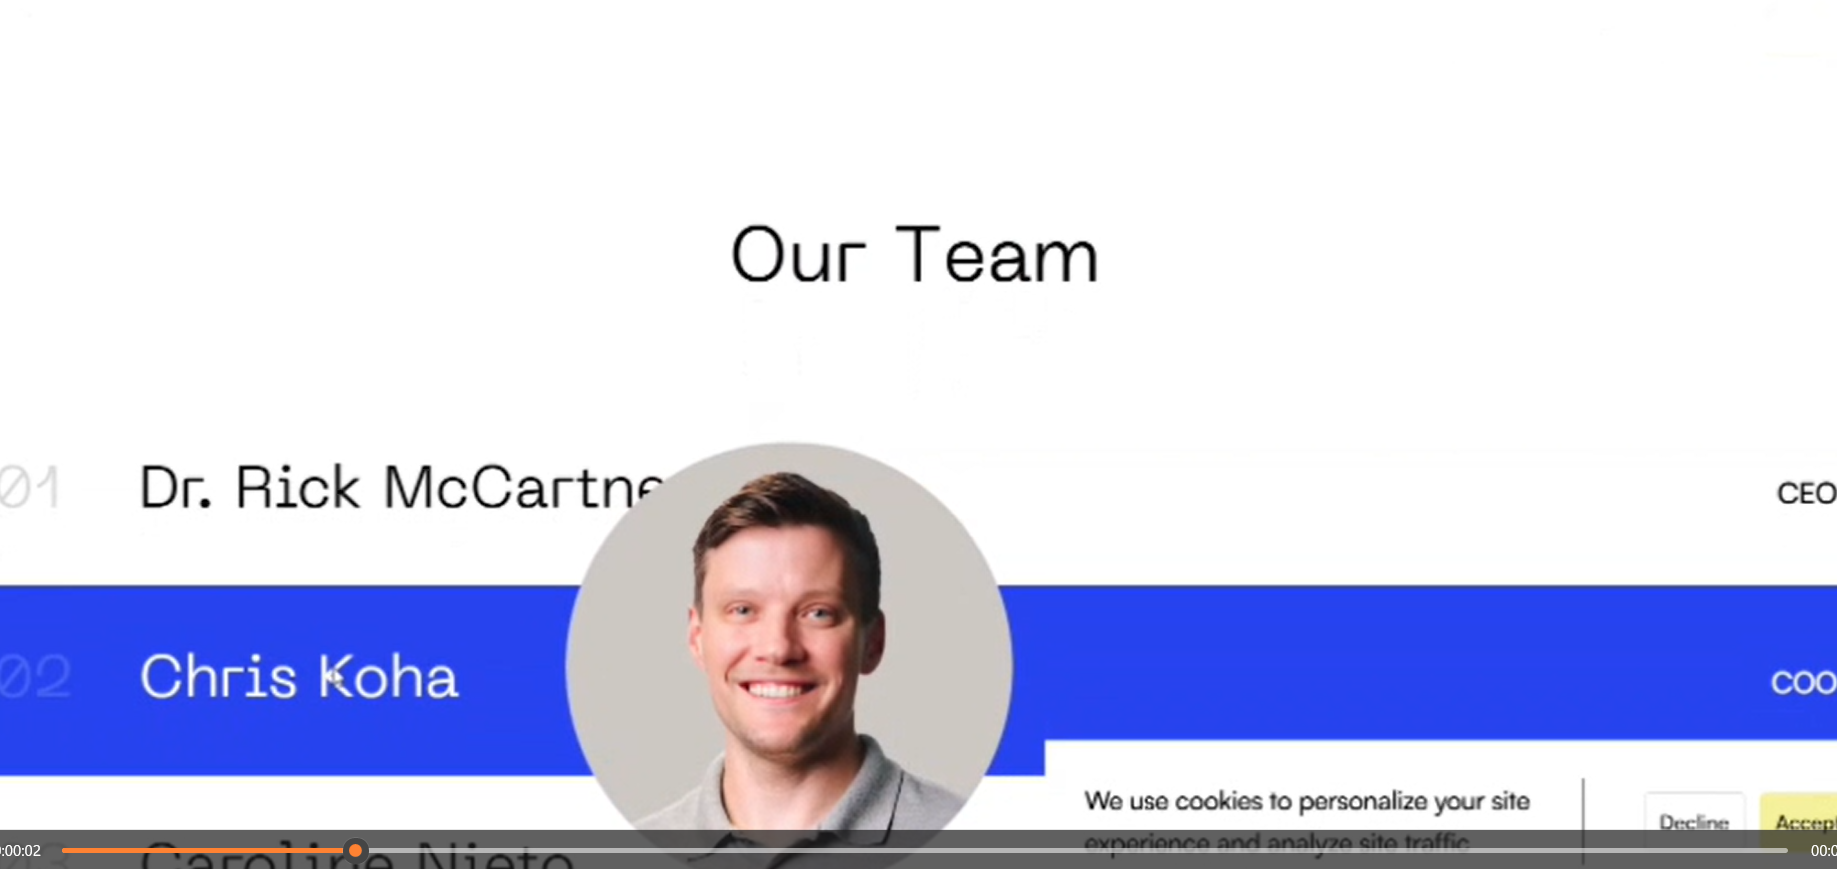 Our Team
01 Dr. Rick McCartne CEO
02 Chris Koha COO
We use cookies to personalize your site
Decline Accept
experience and analyze site traffic
3 Caroline Nieto
:00:02 00:0